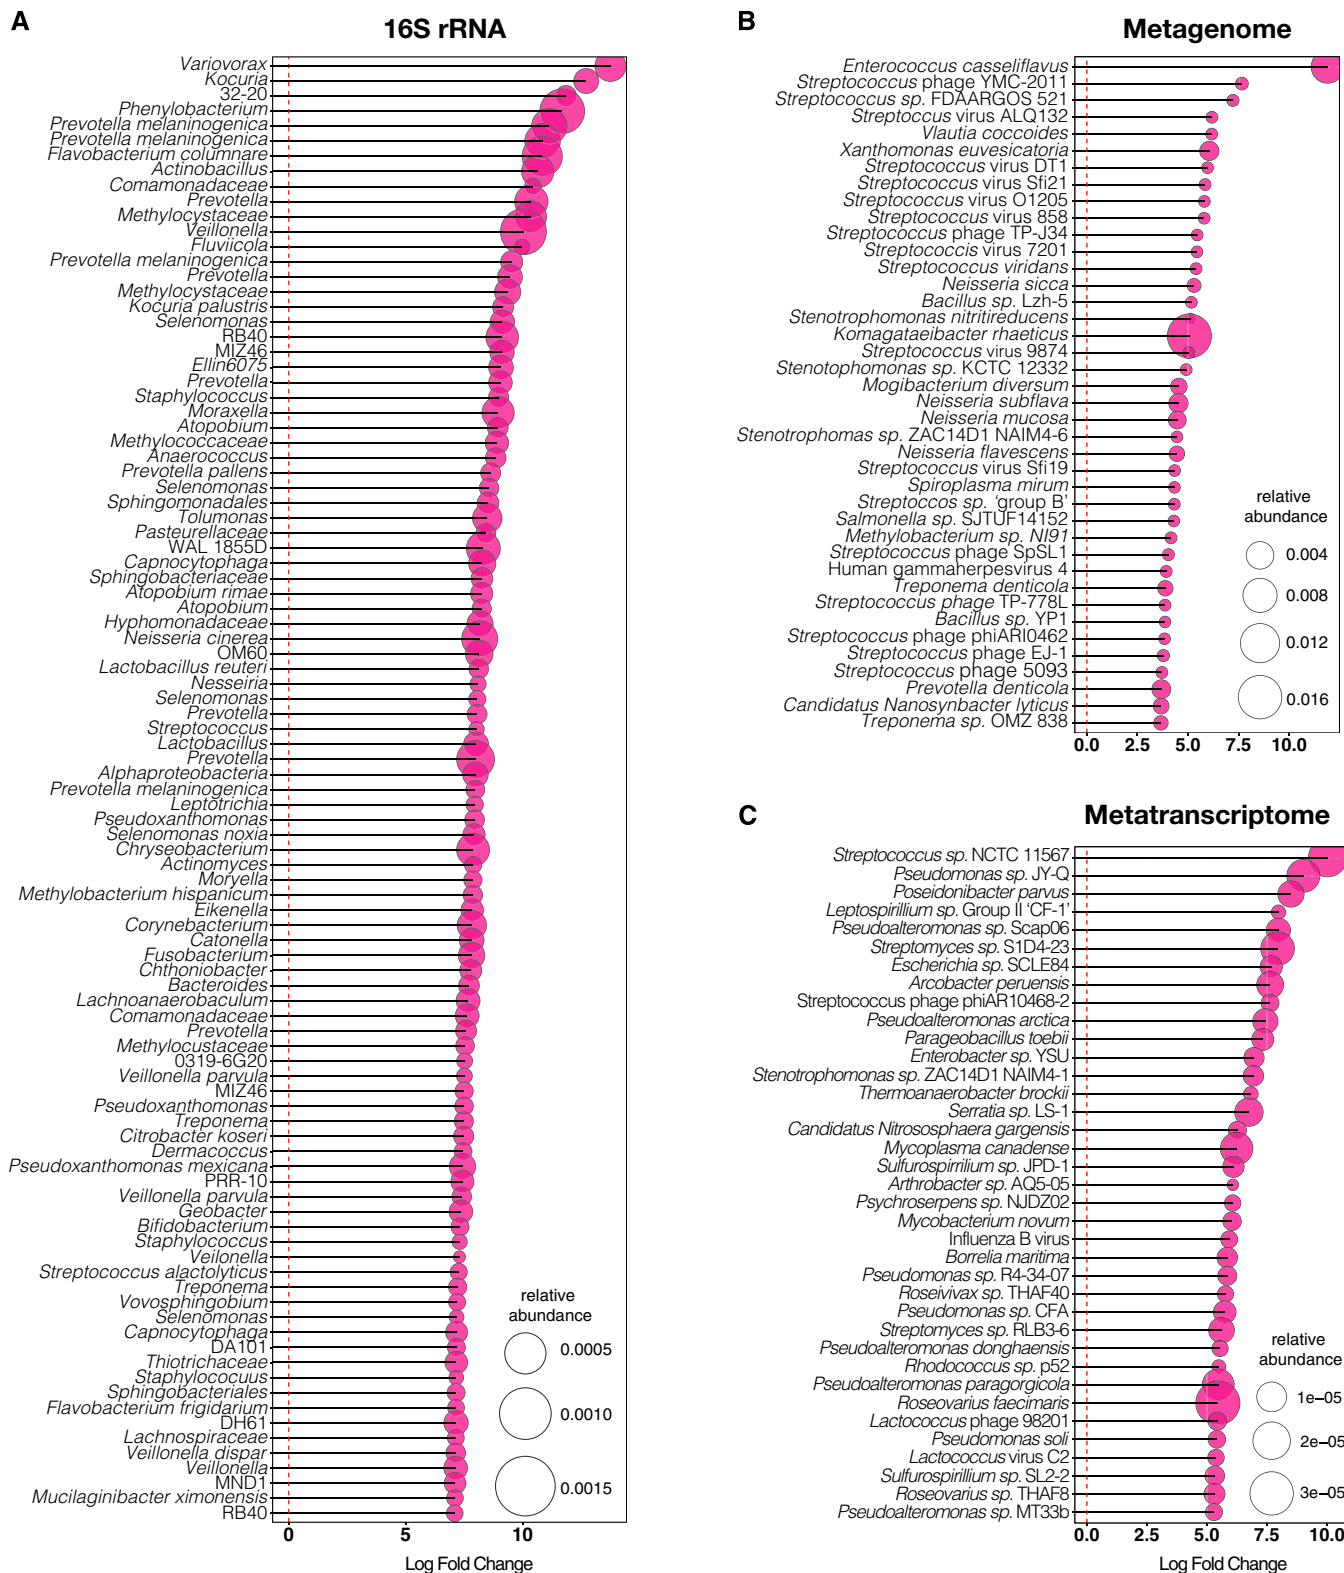 A
16S rRNA
Variovorax
Kocuria
32-20
Phenylobacterium
Prevotella melaninogenica
Prevotella melaninogenica
Flavobacterium columnare
Actinobacillus
Comamonadaceae
Prevotella
Methylocystaceae
Veillonella
Fluviicola
Prevotella melaninogenica
Prevotella
Methylocystaceae
Kocuria palustris
Selenomonas
RB40
MIZ46
Ellin6075
Prevotella
Staphylococcus
Moraxella
Atopobium
Methylococcaceae
Anaerococcus
Prevotella pallens
Selenomonas
Sphingomonadales
Tolumonas
Pasteurellaceae
WAL 1855D
Capnocytophaga
Sphingobacteriaceae
Atopobium rimae
Atopobium
Hyphomonadaceae
Neisseria cinerea
OM60
Lactobacillus reuteri
Nesseiria
Selenomonas
Prevotella
Streptococcus
Lactobacillus
Prevotella
Alphaproteobacteria
Prevotella melaninogenica
Leptotrichia
Pseudoxanthomonas
Selenomonas noxia
Chryseobacterium
Actinomyces
Moryella
Methylobacterium hispanicum
Eikenella
Corynebacterium
Catonella
Fusobacterium
Chthoniobacter
Bacteroides
Lachnoanaerobaculum
Comamonadaceae
Prevotella
Methylocustaceae
0319-6G20
Veillonella parvula
MIZ46
Pseudoxanthomonas
Treponema
Citrobacter koseri
Dermacoccus
Pseudoxanthomonas mexicana
PRR-10
Veillonella parvula
Geobacter
Bifidobacterium
Staphylococcus
Veilonella
Streptococcus alactolyticus
Treponema
Vovosphingobium
Selenomonas
Capnocytophaga
DA101
Thiotrichaceae
Staphylococuus
Sphingobacteriales
Flavobacterium frigidarium
DH61
Lachnospiraceae
Veillonella dispar
Veillonella
MND1
Mucilaginibacter ximonensis
RB40
relative
abundance
0.0005
0.0010
0.0015
0 5 10
Log Fold Change
B
Metagenome
Enterococcus casseliflavus
Streptococcus phage YMC-2011
Streptococcus sp. FDAARGOS 521
Streptoccus virus ALQ132
Vlautia coccoides
Xanthomonas euvesicatoria
Streptococcus virus DT1
Streptococcus virus Sfi21
Streptococcus virus O1205
Streptococcus virus 858
Streptococcus phage TP-J34
Streptococcis virus 7201
Streptococcus viridans
Neisseria sicca
Bacillus sp. Lzh-5
Stenotrophomonas nitritireducens
Komagataeibacter rhaeticus
Streptococcus virus 9874
Stenotophomonas sp. KCTC 12332
Mogibacterium diversum
Neisseria subflava
Neisseria mucosa
Stenotrophomas sp. ZAC14D1 NAIM4-6
Neisseria flavescens
Streptococcus virus Sfi19
Spiroplasma mirum
Streptoccos sp. ‘group B’
Salmonella sp. SJTUF14152
Methylobacterium sp. NI91
Streptococcus phage SpSL1
Human gammaherpesvirus 4
Treponema denticola
Streptococcus phage TP-778L
Bacillus sp. YP1
Streptococcus phage phiARI0462
Streptococcus phage EJ-1
Streptococcus phage 5093
Prevotella denticola
Candidatus Nanosynbacter lyticus
Treponema sp. OMZ 838
relative
abundance
0.004
0.008
0.012
0.016
0.0 2.5 5.0 7.5 10.0
C
Metatranscriptome
Streptococcus sp. NCTC 11567
Pseudomonas sp. JY-Q
Poseidonibacter parvus
Leptospirillium sp. Group II ‘CF-1’
Pseudoalteromonas sp. Scap06
Streptomyces sp. S1D4-23
Escherichia sp. SCLE84
Arcobacter peruensis
Streptococcus phage phiAR10468-2
Pseudoalteromonas arctica
Parageobacillus toebii
Enterobacter sp. YSU
Stenotrophomonas sp. ZAC14D1 NAIM4-1
Thermoanaerobacter brockii
Serratia sp. LS-1
Candidatus Nitrososphaera gargensis
Mycoplasma canadense
Sulfurospirrilium sp. JPD-1
Arthrobacter sp. AQ5-05
Psychroserpens sp. NJDZ02
Mycobacterium novum
Influenza B virus
Borrelia maritima
Pseudomonas sp. R4-34-07
Roseivivax sp. THAF40
Pseudomonas sp. CFA
Streptomyces sp. RLB3-6
Pseudoalteromonas donghaensis
Rhodococcus sp. p52
Pseudoalteromonas paragorgicola
Roseovarius faecimaris
Lactococcus phage 98201
Pseudomonas soli
Lactococcus virus C2
Sulfurospirillium sp. SL2-2
Roseovarius sp. THAF8
Pseudoalteromonas sp. MT33b
relative
abundance
1e−05
2e−05
3e−05
0.0 2.5 5.0 7.5 10.0
Log Fold Change